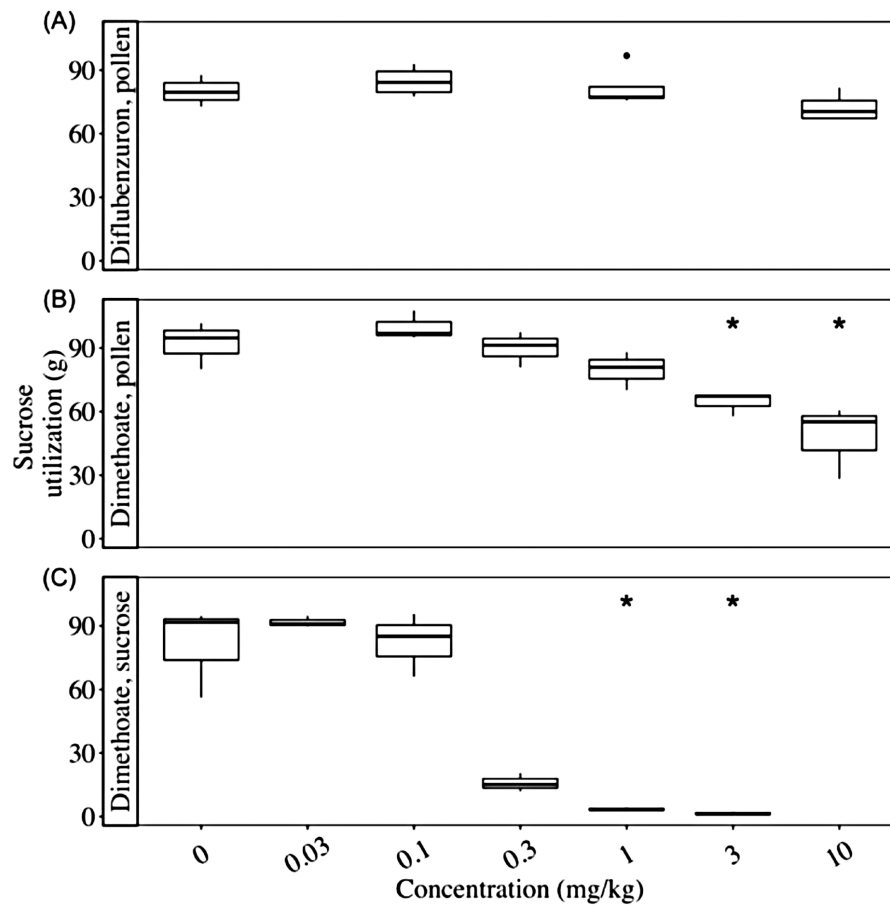 (A)
Diflubenzuron, pollen
90
60
30
0
(B)
Dimethoate, pollen
90
60
30
0
* *
Sucrose
utilization (g)
(C)
Dimethoate, sucrose
90
60
30
0
* *
0 0.03 0.1 0.3 1 3 10
Concentration (mg/kg)